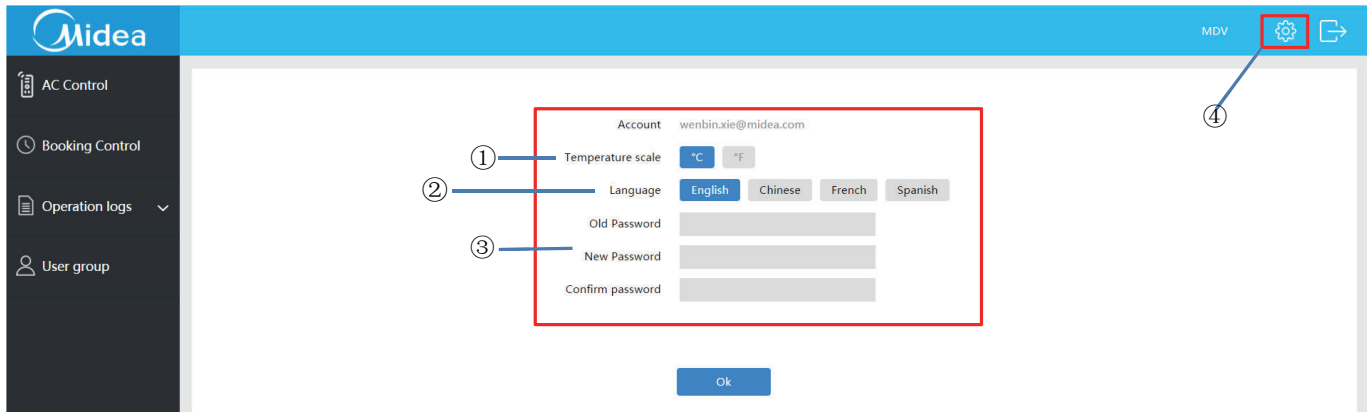 Midea
MDV
④
AC Control
Booking Control
Operation logs
User group
Account wenbin.xie@midea.com
① Temperature scale °C °F
② Language English Chinese French Spanish
Old Password
③ New Password
Confirm password
Ok